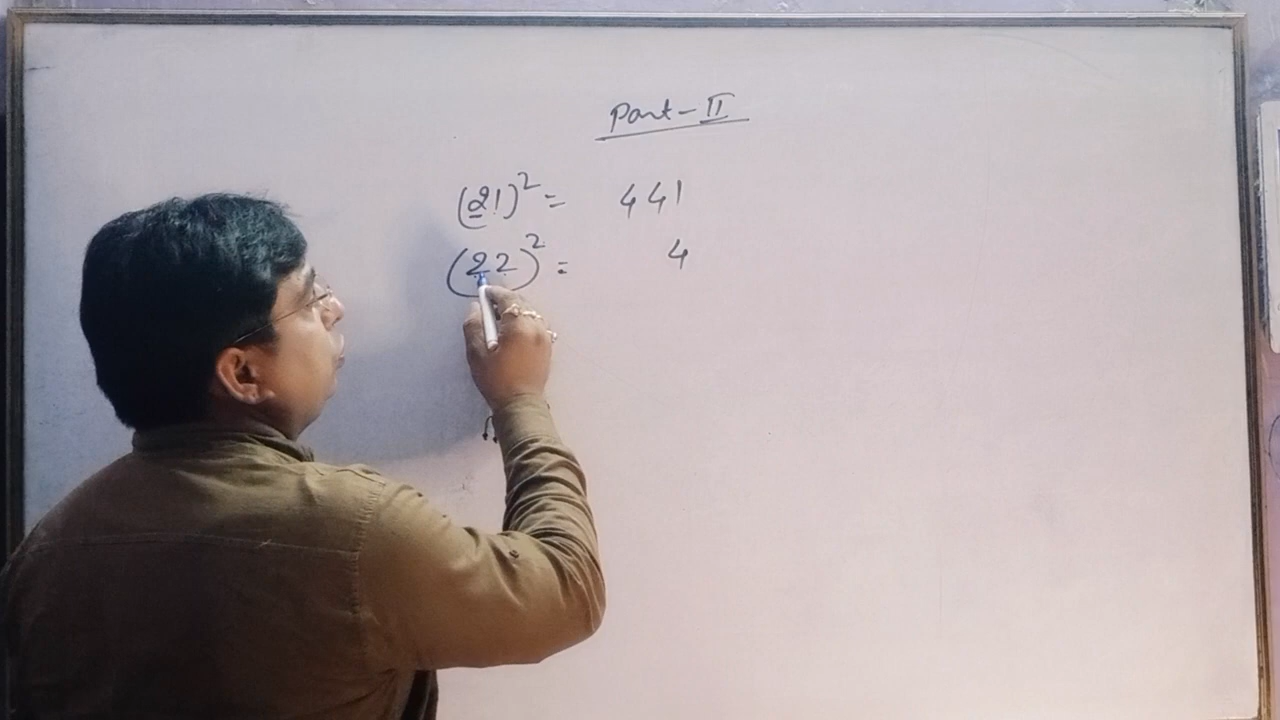 Part-II
(21)² = 441
(22)² = 4